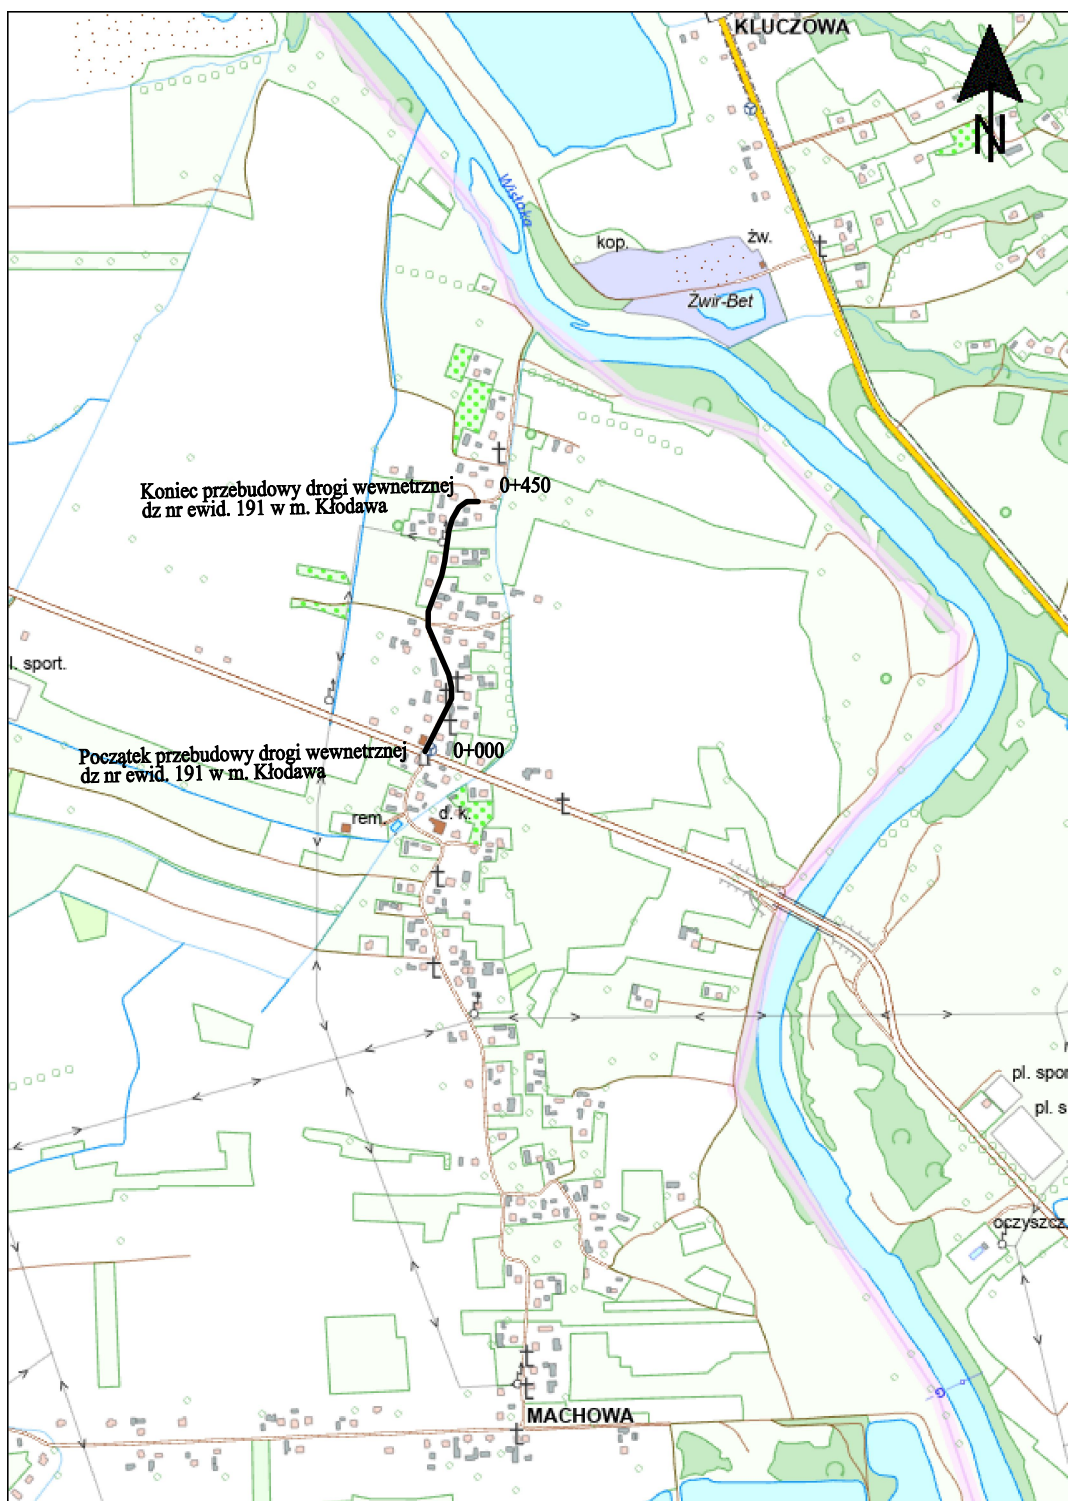 KLUCZOWA
N
Wisłoka
kop.
żw.
Żwir-Bet
Koniec przebudowy drogi wewnetrznej
0+450
dz nr ewid. 191 w m. Kłodawa
l. sport.
Początek przebudowy drogi wewnetrznej
0+000
dz nr ewid. 191 w m. Kłodawa
rem.
d. k.
pl. spor
pl. s
oczyszcz.
MACHOWA